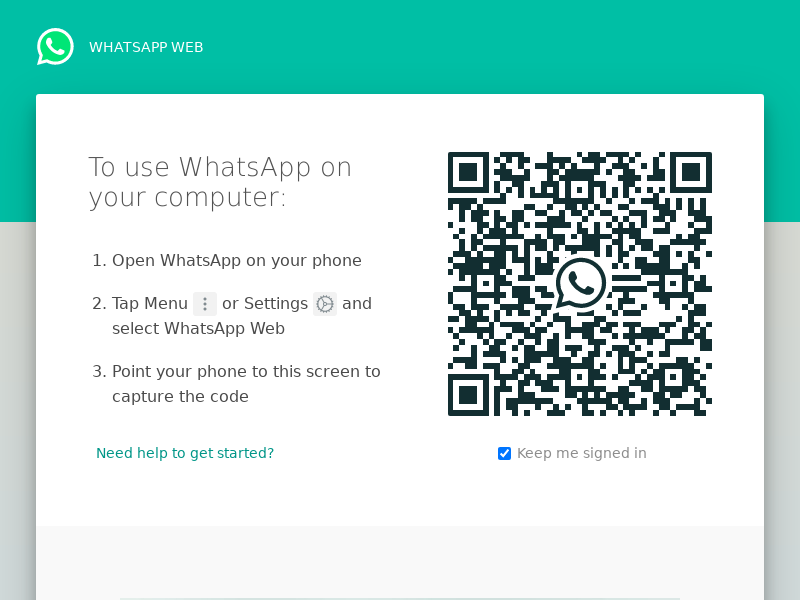 WHATSAPP WEB
To use WhatsApp on
your computer:
1. Open WhatsApp on your phone
2. Tap Menu or Settings and
select WhatsApp Web
3. Point your phone to this screen to
capture the code
Need help to get started?
Keep me signed in